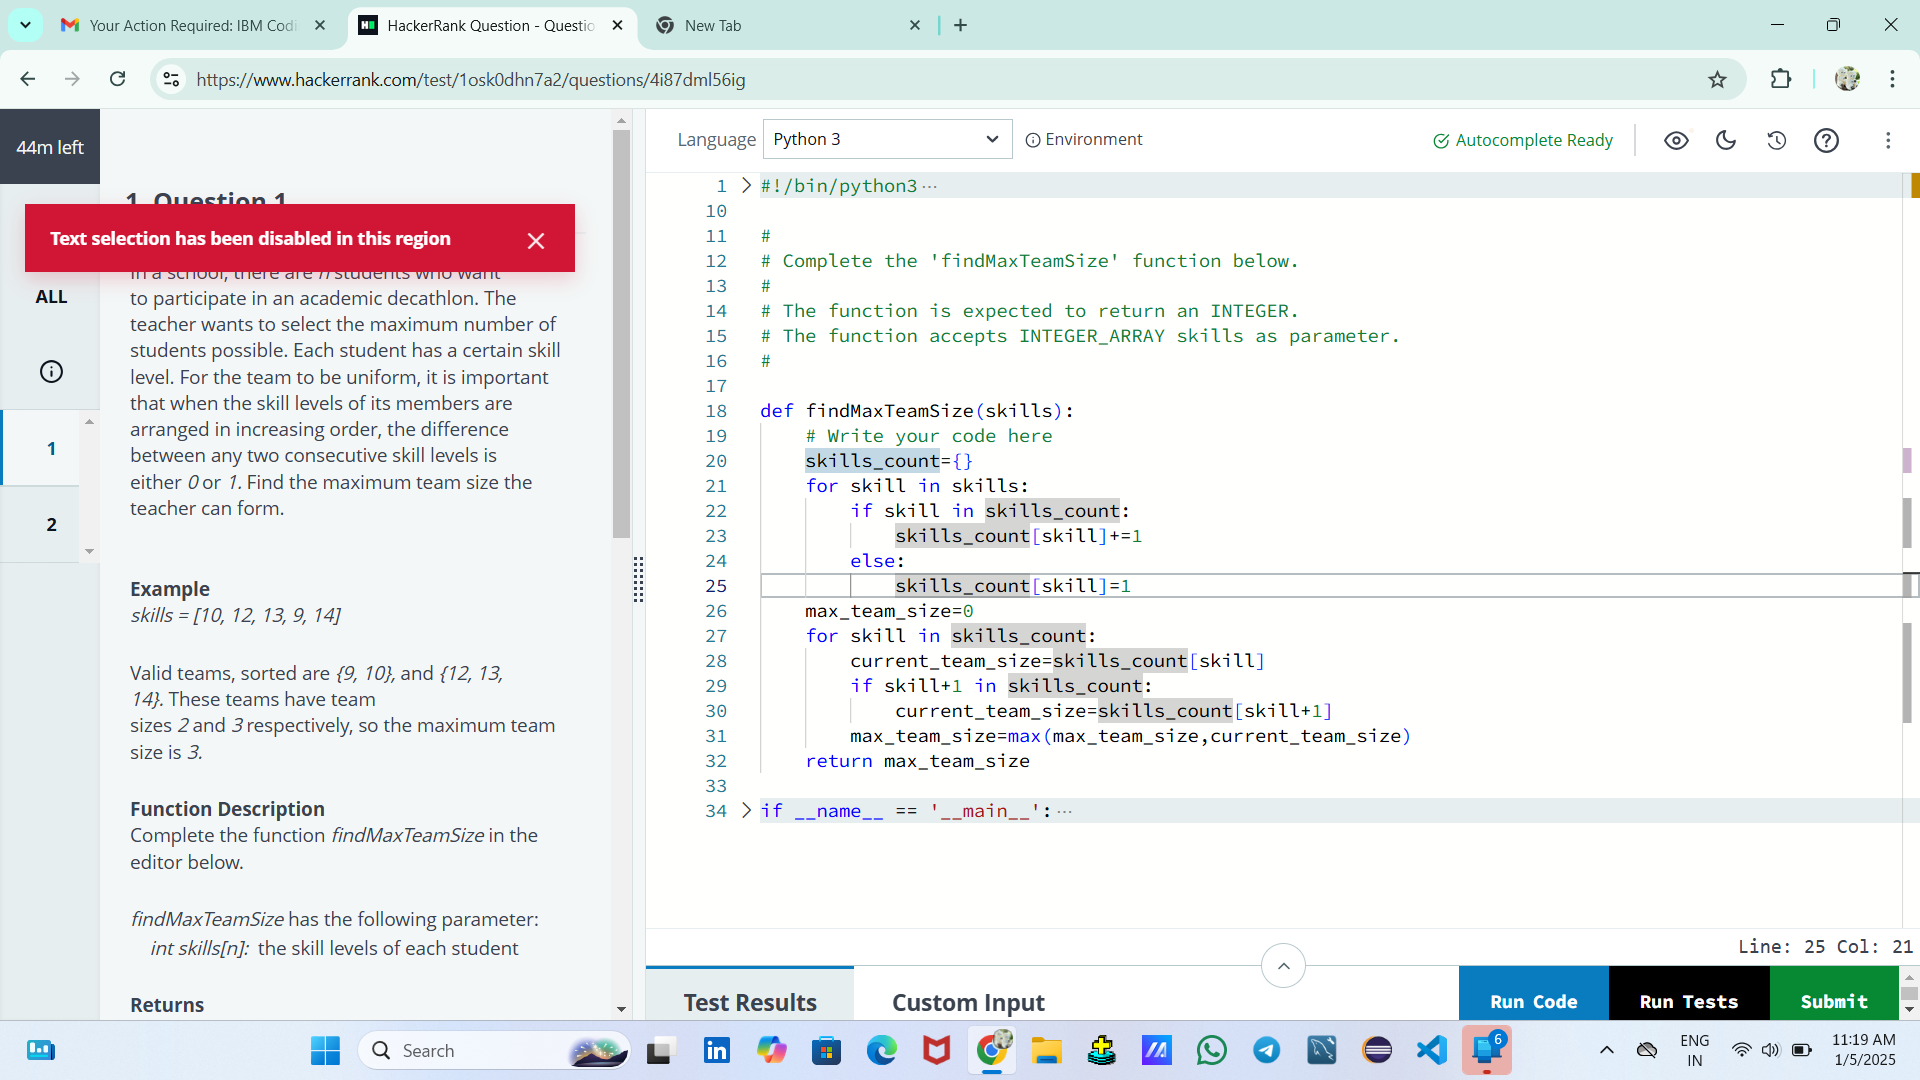 Your Action Required: IBM Codi
HackerRank Question - Questio
New Tab
https://www.hackerrank.com/test/1osk0dhn7a2/questions/4i87dml56ig
44m left
Language
Python 3
Environment
Autocomplete Ready
1. Question 1
Text selection has been disabled in this region
In a school, there are n students who want
to participate in an academic decathlon. The
teacher wants to select the maximum number of
students possible. Each student has a certain skill
level. For the team to be uniform, it is important
that when the skill levels of its members are
arranged in increasing order, the difference
between any two consecutive skill levels is
either 0 or 1. Find the maximum team size the
teacher can form.
ALL
1
2
Example
skills = [10, 12, 13, 9, 14]
Valid teams, sorted are {9, 10}, and {12, 13,
14}. These teams have team
sizes 2 and 3 respectively, so the maximum team
size is 3.
Function Description
Complete the function findMaxTeamSize in the
editor below.
findMaxTeamSize has the following parameter:
int skills[n]: the skill levels of each student
Returns
1 #!/bin/python3 ...
10
11 #
12 # Complete the 'findMaxTeamSize' function below.
13 #
14 # The function is expected to return an INTEGER.
15 # The function accepts INTEGER_ARRAY skills as parameter.
16 #
17
18 def findMaxTeamSize(skills):
19     # Write your code here
20     skills_count={}
21     for skill in skills:
22         if skill in skills_count:
23             skills_count[skill]+=1
24         else:
25             skills_count[skill]=1
26     max_team_size=0
27     for skill in skills_count:
28         current_team_size=skills_count[skill]
29         if skill+1 in skills_count:
30             current_team_size=skills_count[skill+1]
31         max_team_size=max(max_team_size,current_team_size)
32     return max_team_size
33
34 if __name__ == '__main__': ...
Line: 25 Col: 21
Test Results
Custom Input
Run Code
Run Tests
Submit
Search
6
ENG
IN
11:19 AM
1/5/2025